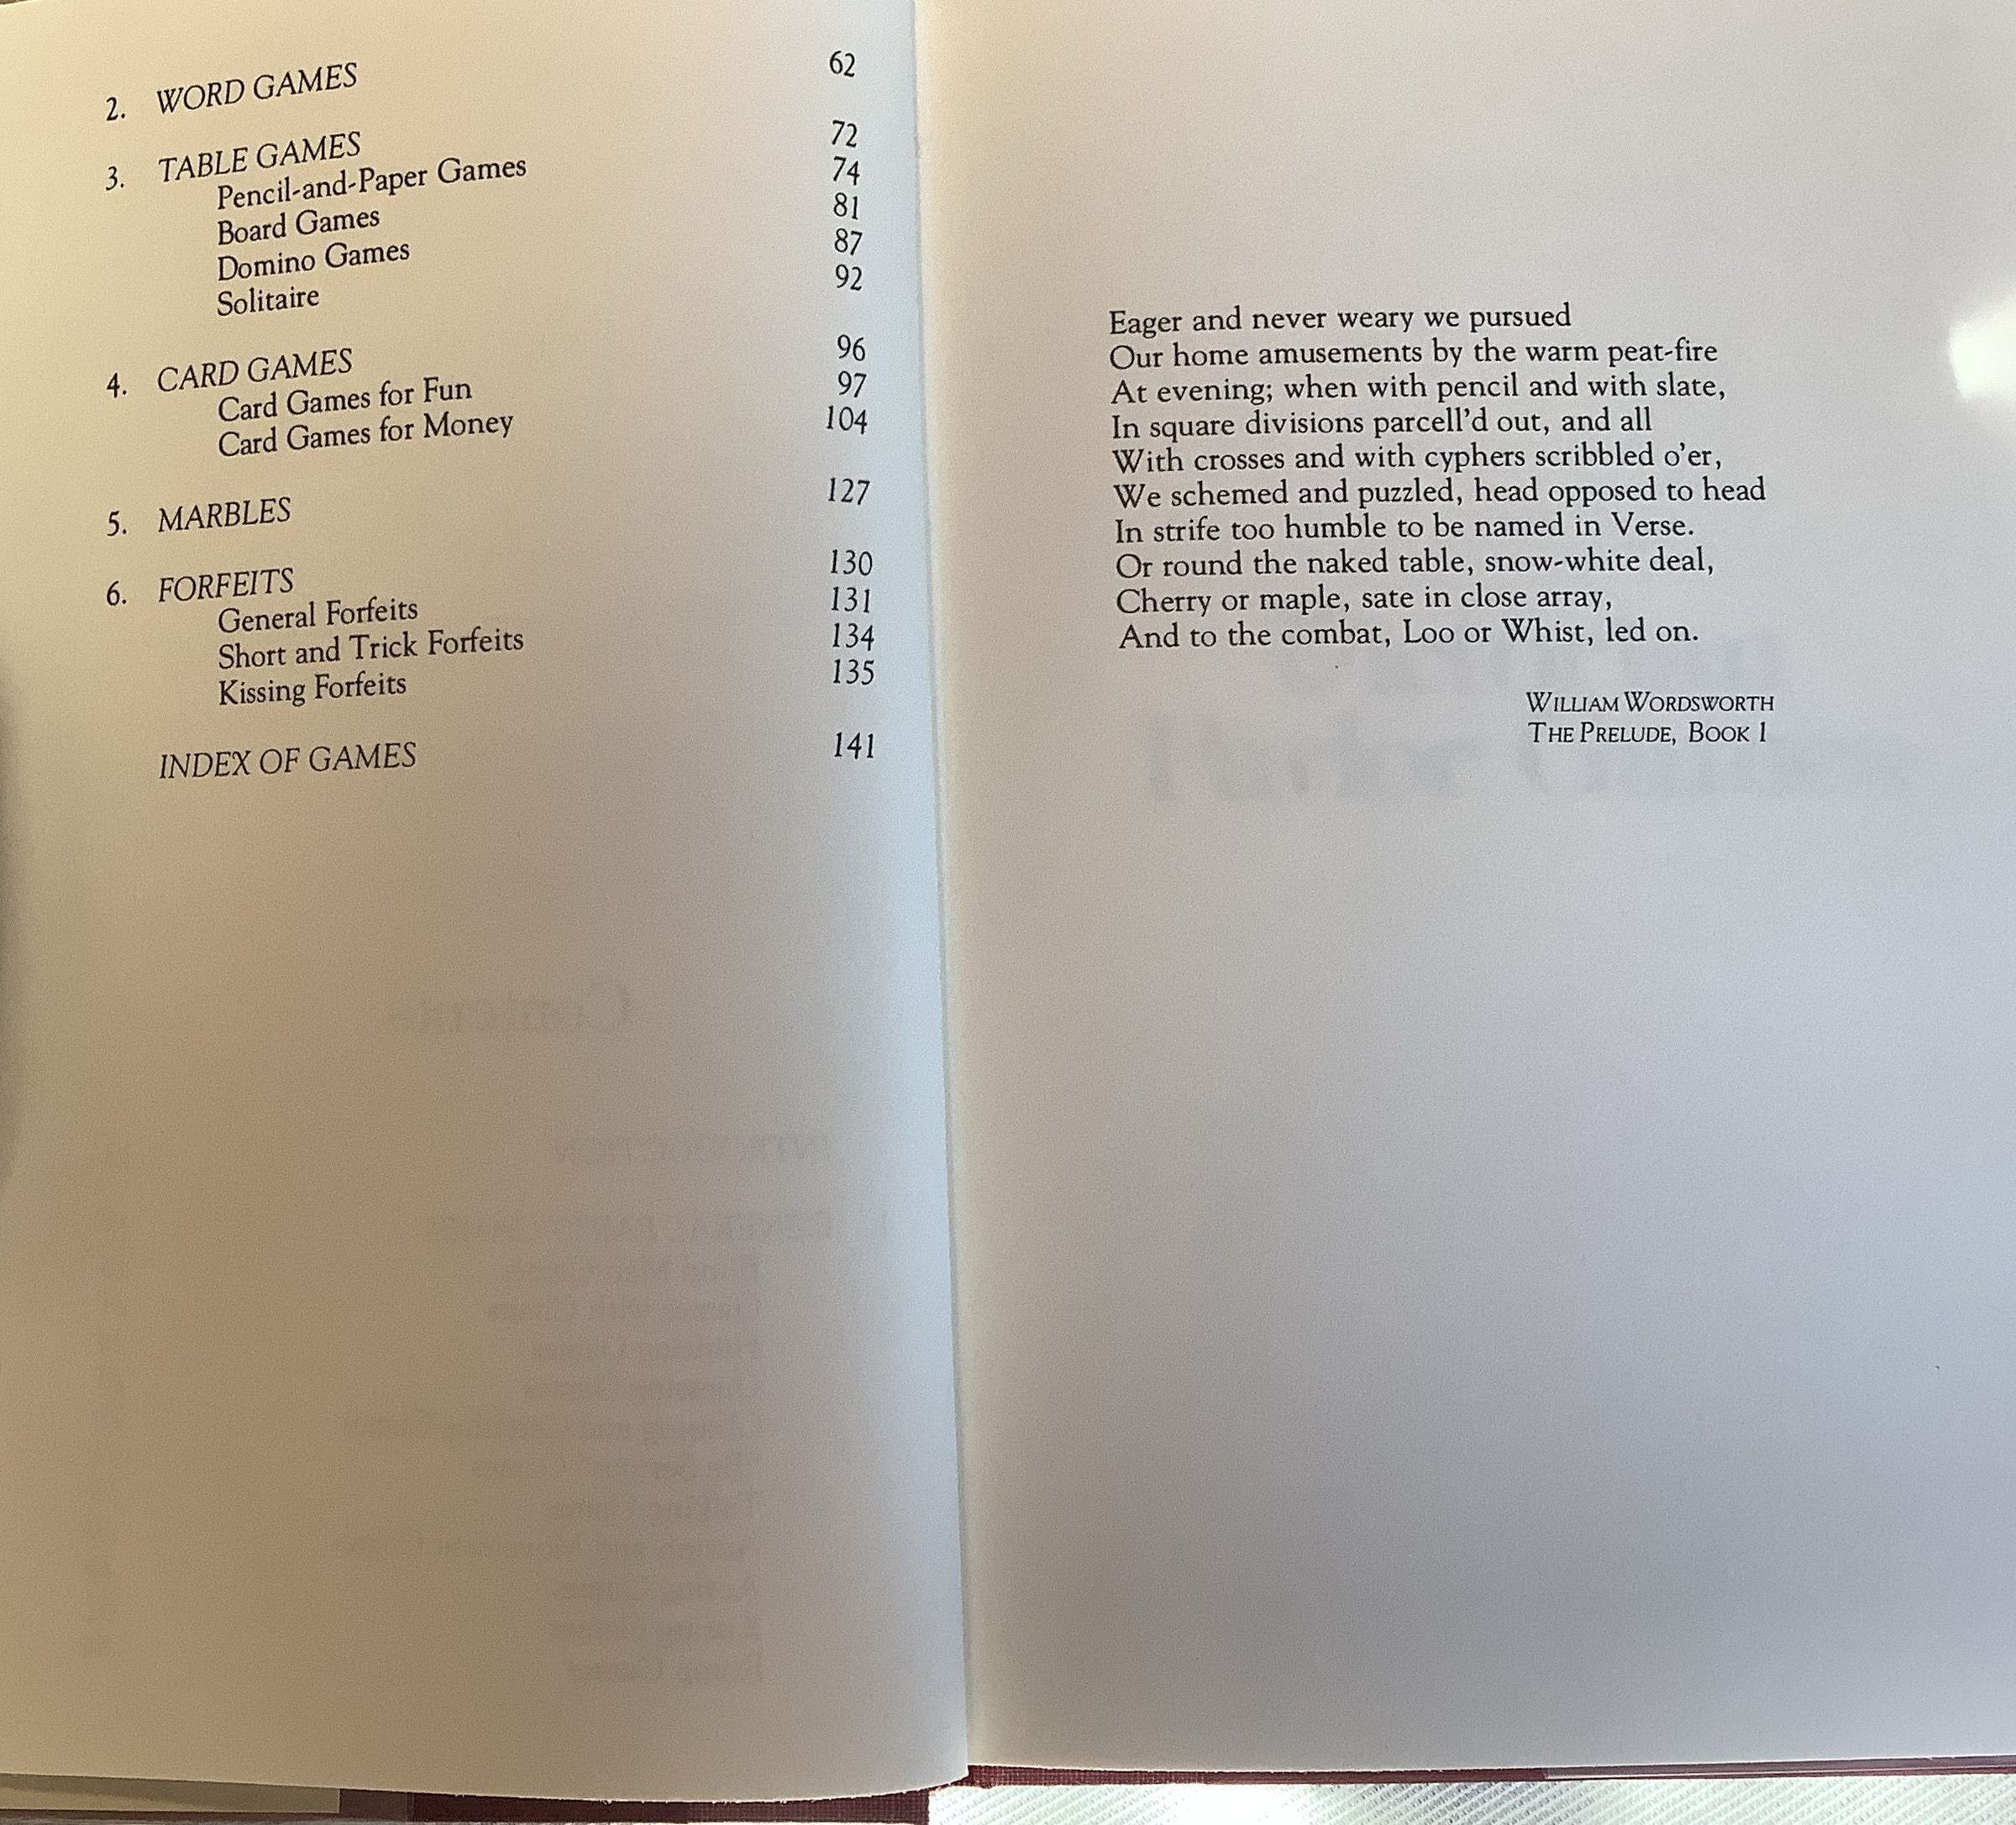 2. WORD GAMES 62
3. TABLE GAMES 72
Pencil-and-Paper Games 74
Board Games 81
Domino Games 87
Solitaire 92
4. CARD GAMES 96
Card Games for Fun 97
Card Games for Money 104
5. MARBLES 127
6. FORFEITS 130
General Forfeits 131
Short and Trick Forfeits 134
Kissing Forfeits 135
INDEX OF GAMES 141
Eager and never weary we pursued
Our home amusements by the warm peat-fire
At evening; when with pencil and with slate,
In square divisions parcell'd out, and all
With crosses and with cyphers scribbled o'er,
We schemed and puzzled, head opposed to head
In strife too humble to be named in Verse.
Or round the naked table, snow-white deal,
Cherry or maple, sate in close array,
And to the combat, Loo or Whist, led on.
WILLIAM WORDSWORTH
THE PRELUDE, BOOK 1